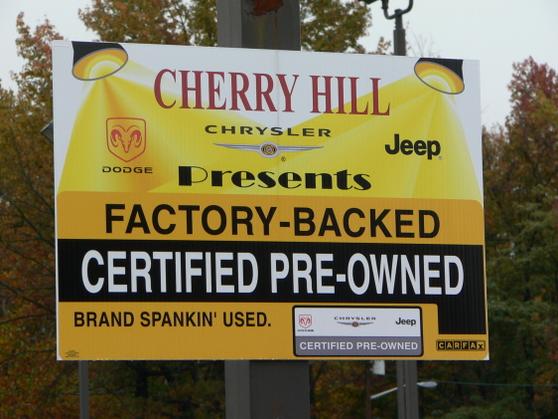 CHERRY HILL
CHRYSLER
DODGE
Jeep
Presents
FACTORY-BACKED
CERTIFIED PRE-OWNED
BRAND SPANKIN' USED.
CHRYSLER
Jeep
CERTIFIED PRE-OWNED
CARFAX